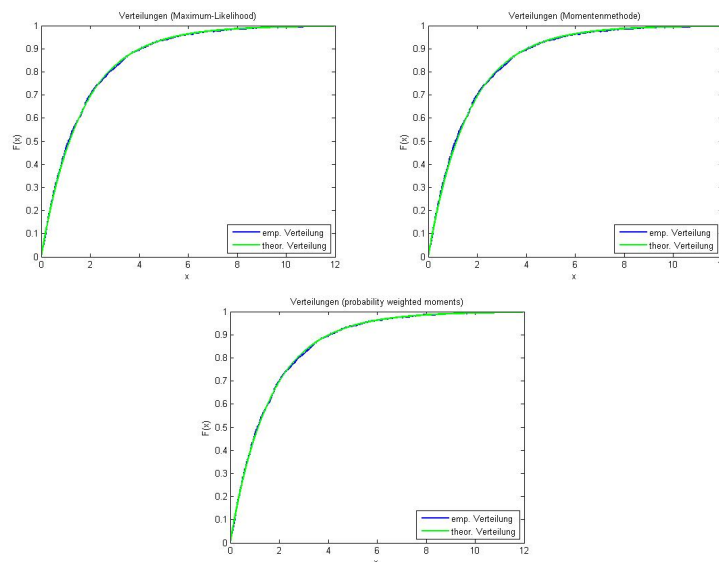 Verteilungen (Maximum-Likelihood)
1
0.9
0.8
0.7
0.6
0.5
0.4
0.3
0.2
0.1
0
F(x)
0 2 4 6 8 10 12
x
emp. Verteilung
theor. Verteilung
Verteilungen (Momentenmethode)
1
0.9
0.8
0.7
0.6
0.5
0.4
0.3
0.2
0.1
0
F(x)
0 2 4 6 8 10
x
emp. Verteilung
theor. Verteilung
Verteilungen (probability weighted moments)
1
0.9
0.8
0.7
0.6
0.5
0.4
0.3
0.2
0.1
0
F(x)
0 2 4 6 8 10 12
emp. Verteilung
theor. Verteilung